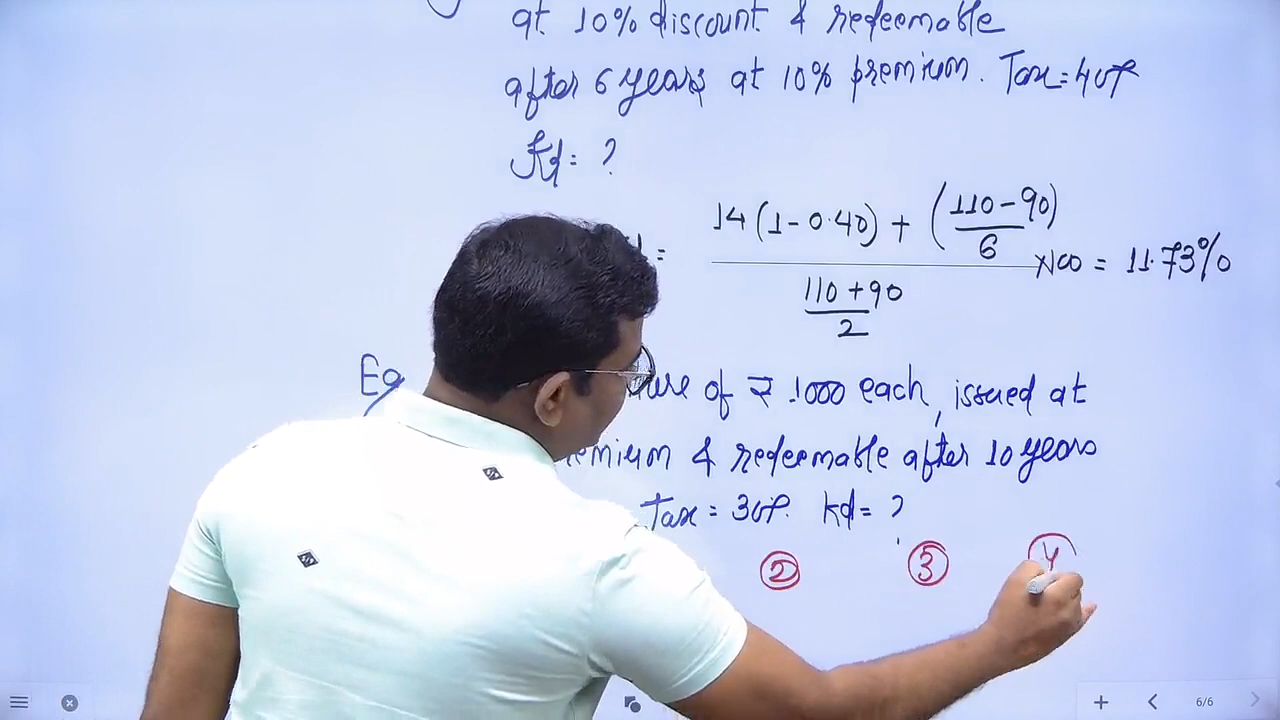 at 10% discount & redeemable
after 6 years at 10% premium. Tax = 40%
Kd = ?
= 14 (1 - 0.40) + (110 - 90) / 6
110 + 90 / 2
×100 = 11.73%
Eg
of ₹ 1000 each, issued at
& redeemable after 10 years
Tax = 30%. Kd = ?
② ③ 4
6/6